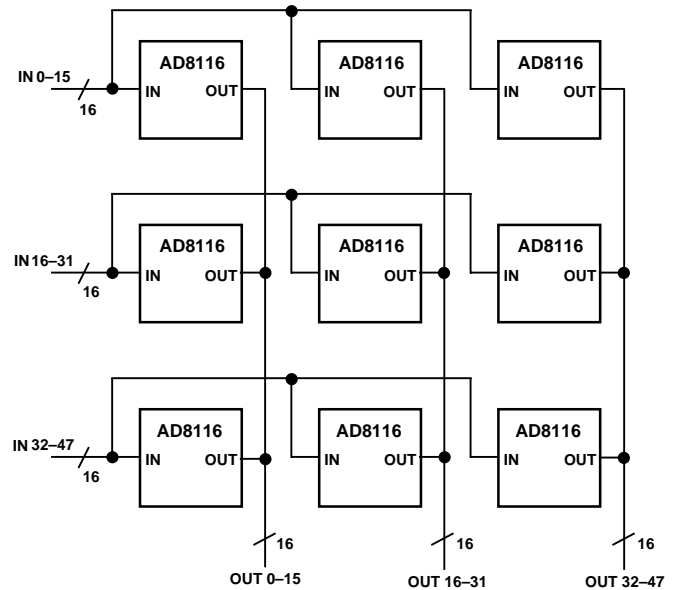 AD8116 AD8116 AD8116
IN 0–15
IN OUT IN OUT IN OUT
16
AD8116 AD8116 AD8116
IN 16–31
IN OUT IN OUT IN OUT
16
AD8116 AD8116 AD8116
IN 32–47
IN OUT IN OUT IN OUT
16
16 16 16
OUT 0–15 OUT 16–31 OUT 32–47